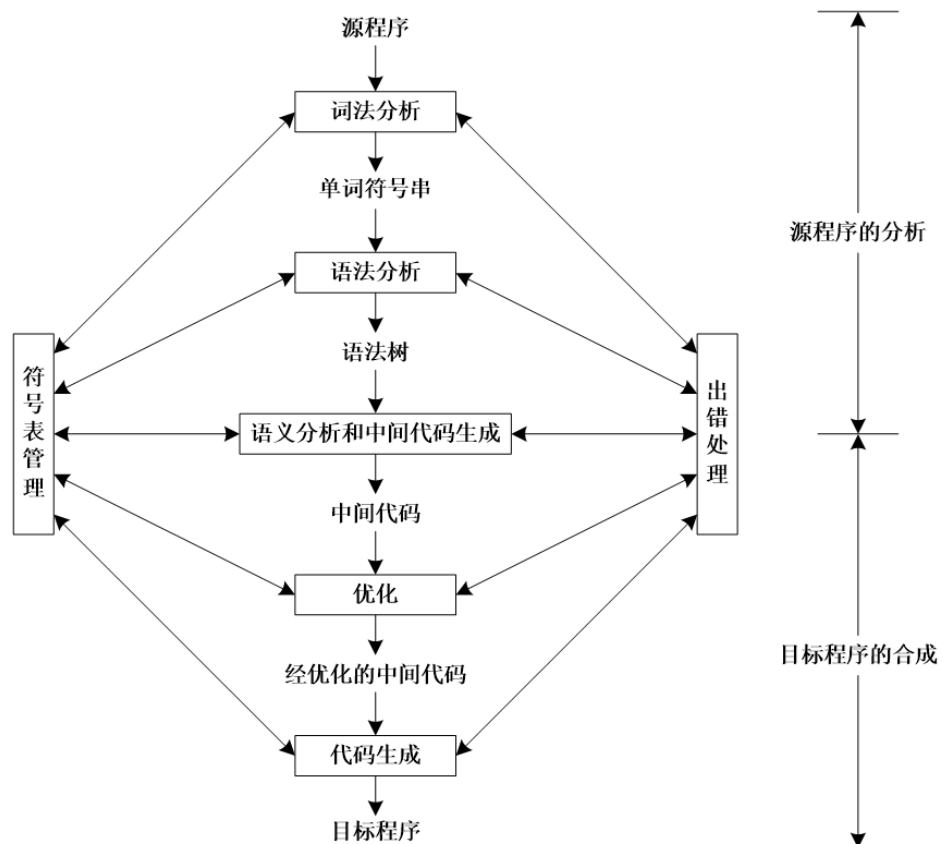 源程序
词法分析
单词符号串
源程序的分析
语法分析
语法树
符号表管理
出错处理
语义分析和中间代码生成
中间代码
优化
目标程序的合成
经优化的中间代码
代码生成
目标程序